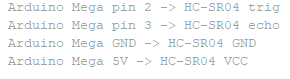 Arduino Mega pin 2 -> HC-SR04 trig
Arduino Mega pin 3 -> HC-SR04 echo
Arduino Mega GND -> HC-SR04 GND
Arduino Mega 5V -> HC-SR04 VCC